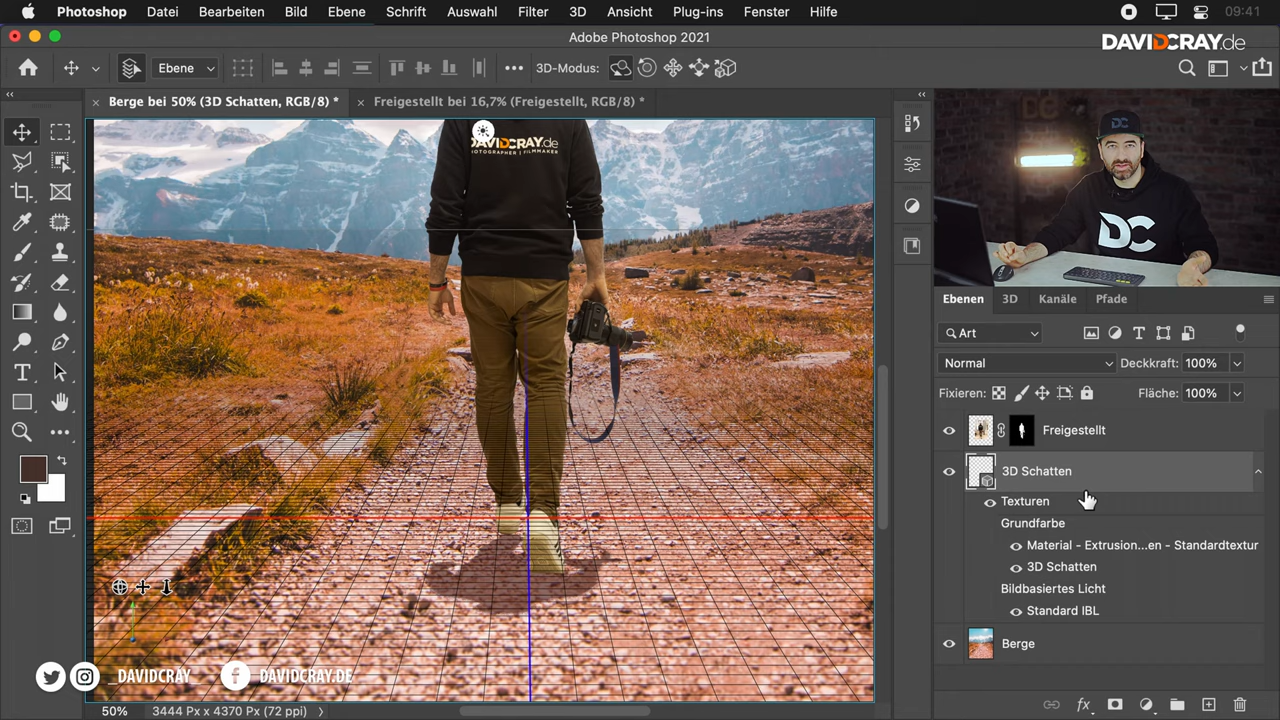 Photoshop Datei Bearbeiten Bild Ebene Schrift Auswahl Filter 3D Ansicht Plug-ins Fenster Hilfe 09:41
Adobe Photoshop 2021
DAVIDCRAY.de
Ebene 3D-Modus:
Berge bei 50% (3D Schatten, RGB/8) * Freigestellt bei 16,7% (Freigestellt, RGB/8) *
DAVIDCRAY.de
PHOTOGRAPHER | FILMMAKER
DC
DC
Ebenen 3D Kanäle Pfade
Art
Normal Deckkraft: 100%
Fixieren: Fläche: 100%
Freigestellt
3D Schatten
Texturen
Grundfarbe
Material - Extrusion...en - Standardtextur
3D Schatten
Bildbasiertes Licht
Standard IBL
Berge
_DAVIDCRAY DAVIDCRAY.DE
50% 3444 Px x 4370 Px (72 ppi)